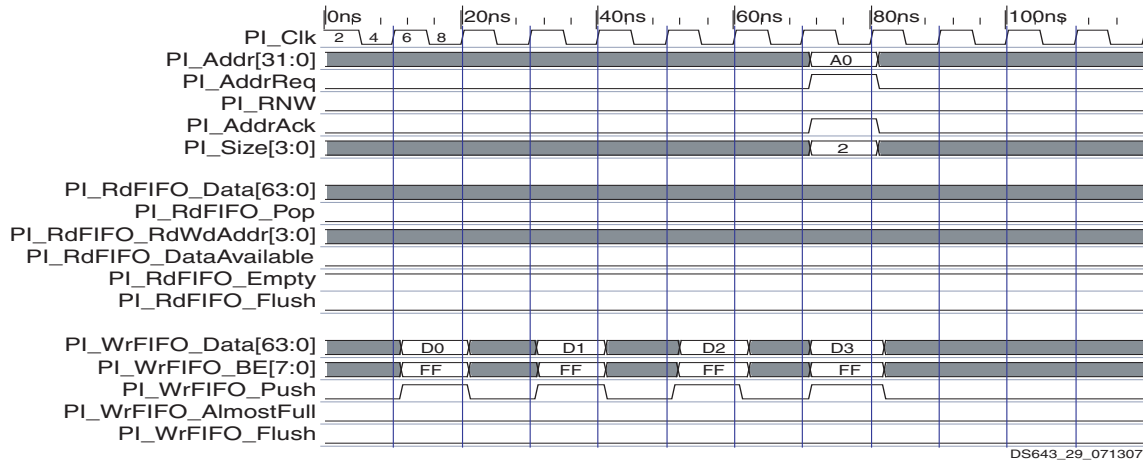 0ns 20ns 40ns 60ns 80ns 100ns
PI_Clk 2 4 6 8
PI_Addr[31:0] A0
PI_AddrReq
PI_RNW
PI_AddrAck
PI_Size[3:0] 2
PI_RdFIFO_Data[63:0]
PI_RdFIFO_Pop
PI_RdFIFO_RdWdAddr[3:0]
PI_RdFIFO_DataAvailable
PI_RdFIFO_Empty
PI_RdFIFO_Flush
PI_WrFIFO_Data[63:0] D0 D1 D2 D3
PI_WrFIFO_BE[7:0] FF FF FF FF
PI_WrFIFO_Push
PI_WrFIFO_AlmostFull
PI_WrFIFO_Flush
DS643_29_071307